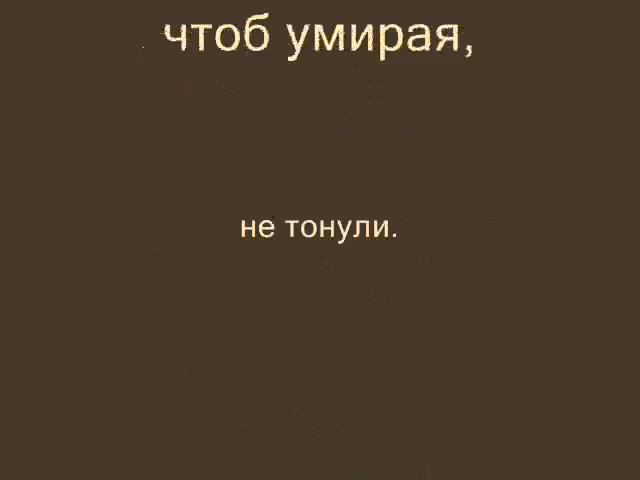 чтоб умирая,
не тонули.